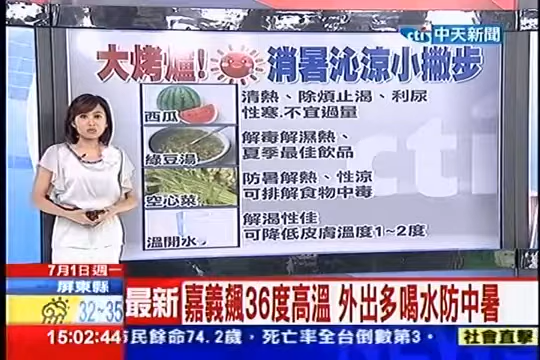 cti 中天新聞
大烤爐! 消暑沁涼小撇步
西瓜
清熱、除煩止渴、利尿
性寒.不宜過量
綠豆湯
解毒解濕熱、
夏季最佳飲品
空心菜
防暑解熱、性涼
可排解食物中毒
溫開水
解渴性佳
可降低皮膚溫度1~2度
cti
7月1日週一
屏東縣
32~35
最新
嘉義飆36度高溫 外出多喝水防中暑
15:02:44
民餘命74.2歲，死亡率全台倒數第3。
社會直擊